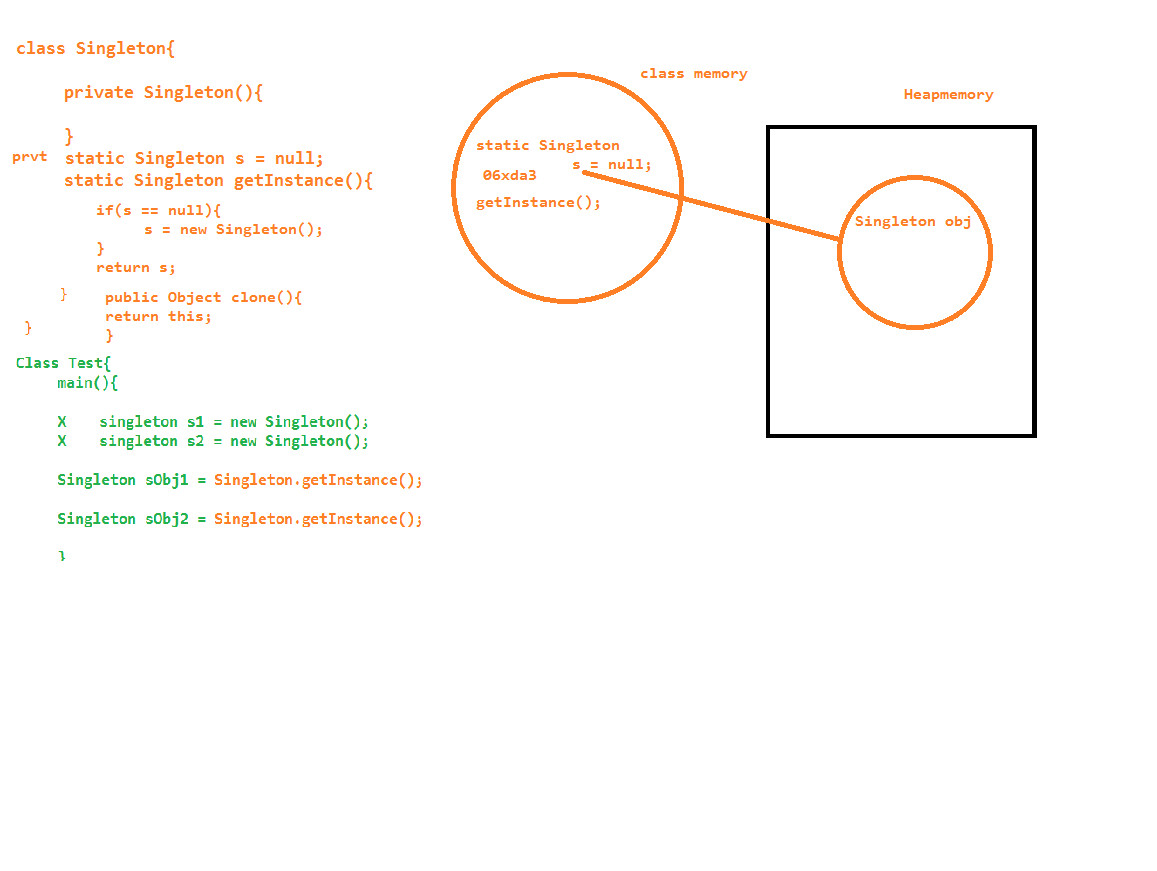 class Singleton{
private Singleton(){
}
prvt static Singleton s = null;
static Singleton getInstance(){
if(s == null){
s = new Singleton();
}
return s;
}
public Object clone(){
return this;
}
}
Class Test{
main(){
X singleton s1 = new Singleton();
X singleton s2 = new Singleton();
Singleton sObj1 = Singleton.getInstance();
Singleton sObj2 = Singleton.getInstance();
}
class memory
static Singleton
s = null;
06xda3
getInstance();
Heapmemory
Singleton obj